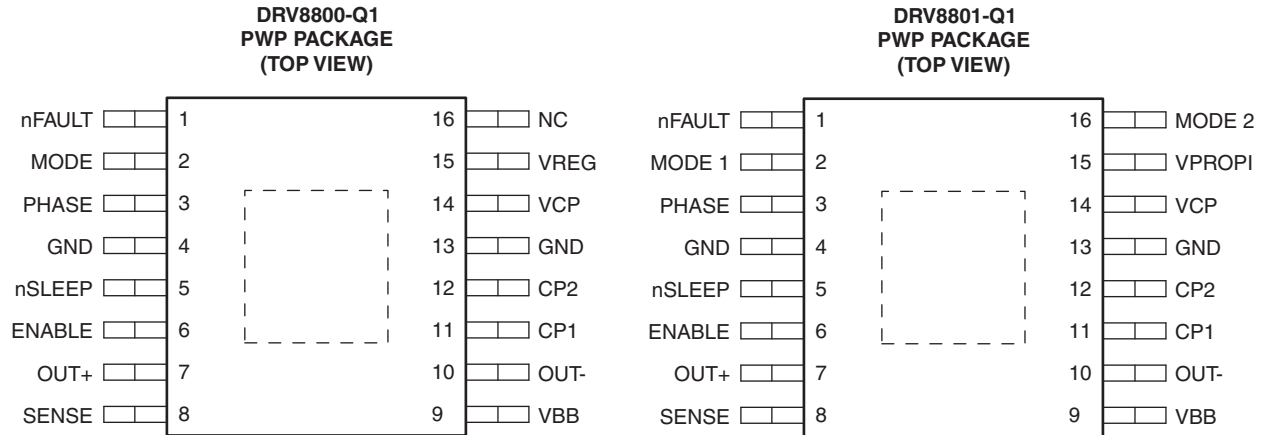 DRV8800-Q1
PWP PACKAGE
(TOP VIEW)
nFAULT 1 16 NC
MODE 2 15 VREG
PHASE 3 14 VCP
GND 4 13 GND
nSLEEP 5 12 CP2
ENABLE 6 11 CP1
OUT+ 7 10 OUT-
SENSE 8 9 VBB
DRV8801-Q1
PWP PACKAGE
(TOP VIEW)
nFAULT 1 16 MODE 2
MODE 1 2 15 VPROPI
PHASE 3 14 VCP
GND 4 13 GND
nSLEEP 5 12 CP2
ENABLE 6 11 CP1
OUT+ 7 10 OUT-
SENSE 8 9 VBB